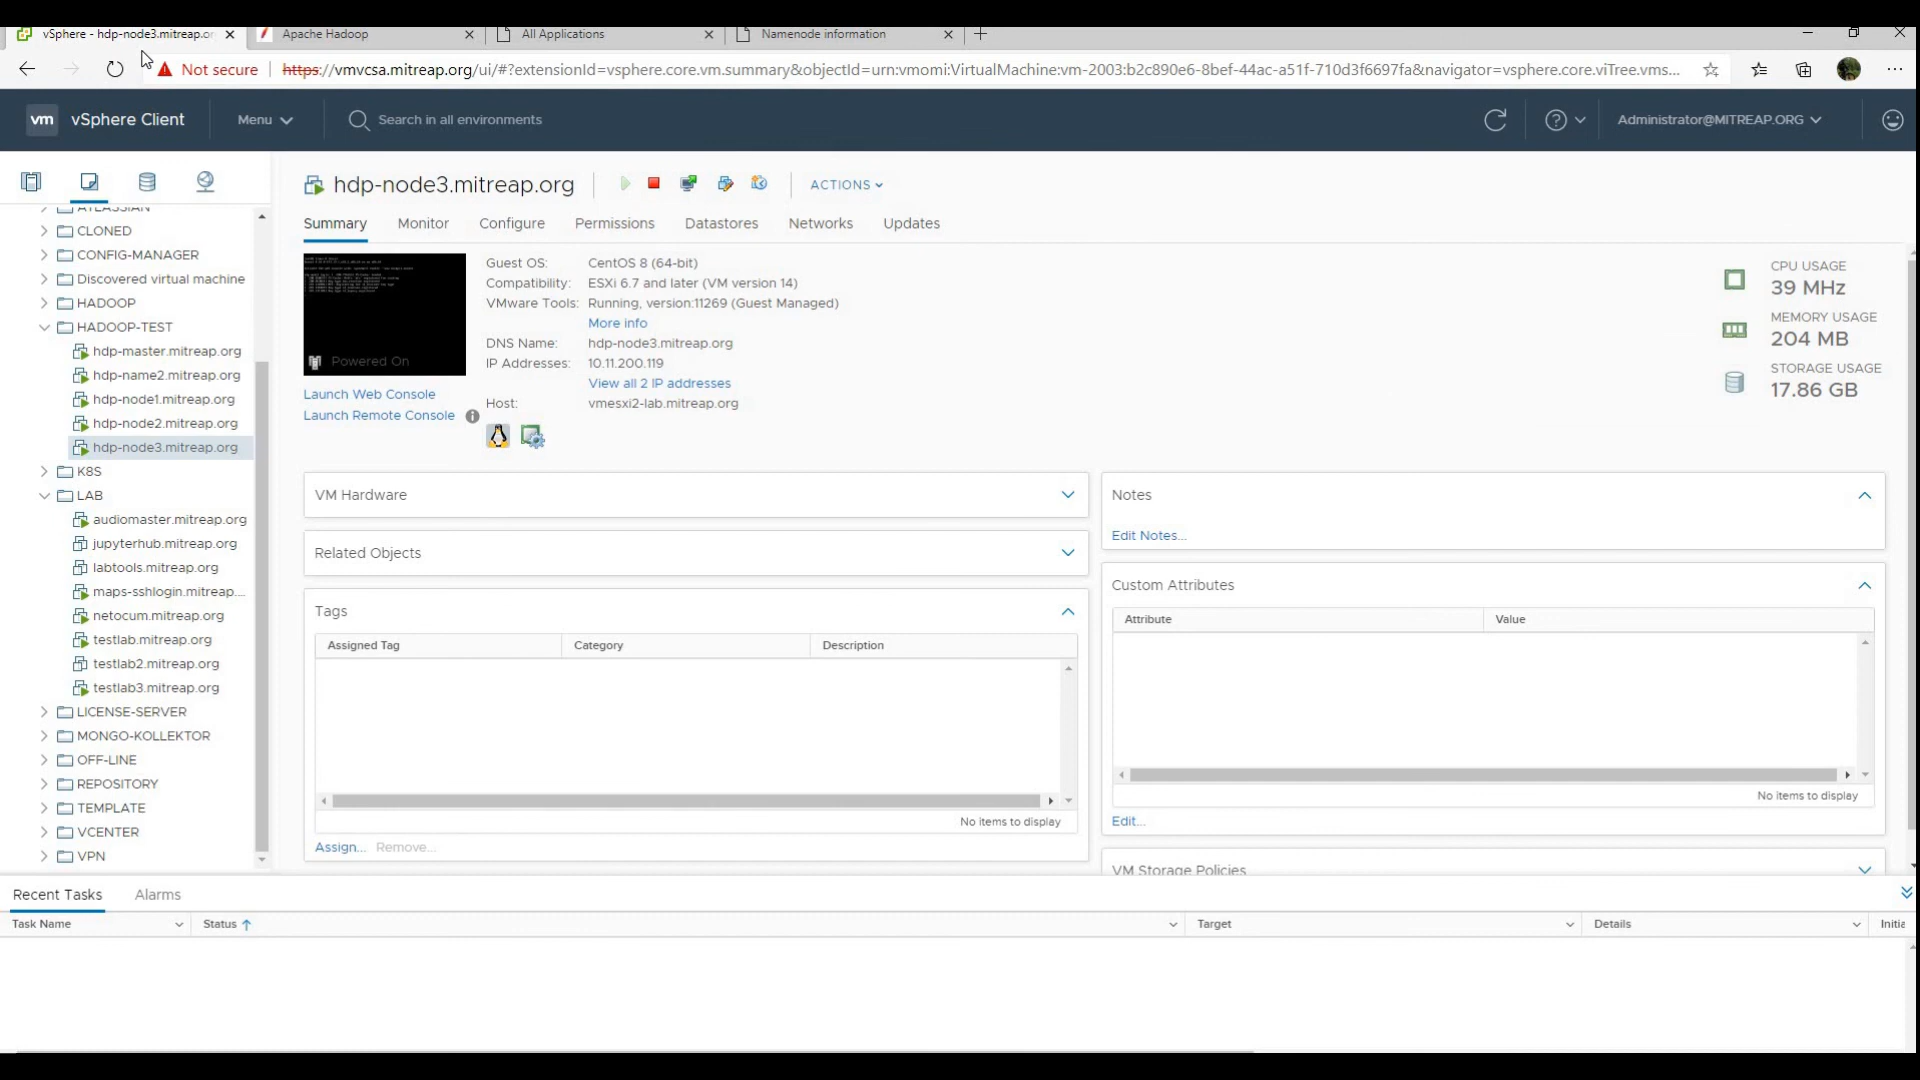 vSphere - hdp-node3.mitreap.or
Apache Hadoop
All Applications
Namenode information
Not secure
https://vmvcsa.mitreap.org/ui/#?extensionId=vsphere.core.vm.summary&objectId=urn:vmomi:VirtualMachine:vm-2003:b2c890e6-8bef-44ac-a51f-710d3f6697fa&navigator=vsphere.core.viTree.vms...
vm
vSphere Client
Menu
Search in all environments
Administrator@MITREAP.ORG
hdp-node3.mitreap.org
ACTIONS
Summary
Monitor
Configure
Permissions
Datastores
Networks
Updates
ATLASSIAN
CLONED
CONFIG-MANAGER
Discovered virtual machine
HADOOP
HADOOP-TEST
hdp-master.mitreap.org
hdp-name2.mitreap.org
hdp-node1.mitreap.org
hdp-node2.mitreap.org
hdp-node3.mitreap.org
K8S
LAB
audiomaster.mitreap.org
jupyterhub.mitreap.org
labtools.mitreap.org
maps-sshlogin.mitreap....
netocum.mitreap.org
testlab.mitreap.org
testlab2.mitreap.org
testlab3.mitreap.org
LICENSE-SERVER
MONGO-KOLLEKTOR
OFF-LINE
REPOSITORY
TEMPLATE
VCENTER
VPN
Powered On
Launch Web Console
Launch Remote Console
Guest OS: CentOS 8 (64-bit)
Compatibility: ESXi 6.7 and later (VM version 14)
VMware Tools: Running, version:11269 (Guest Managed)
More info
DNS Name: hdp-node3.mitreap.org
IP Addresses: 10.11.200.119
View all 2 IP addresses
Host: vmesxi2-lab.mitreap.org
CPU USAGE
39 MHz
MEMORY USAGE
204 MB
STORAGE USAGE
17.86 GB
VM Hardware
Related Objects
Tags
Assigned Tag Category Description
No items to display
Assign... Remove...
Notes
Edit Notes...
Custom Attributes
Attribute Value
No items to display
Edit...
VM Storage Policies
Recent Tasks
Alarms
Task Name Status Target Details Initia